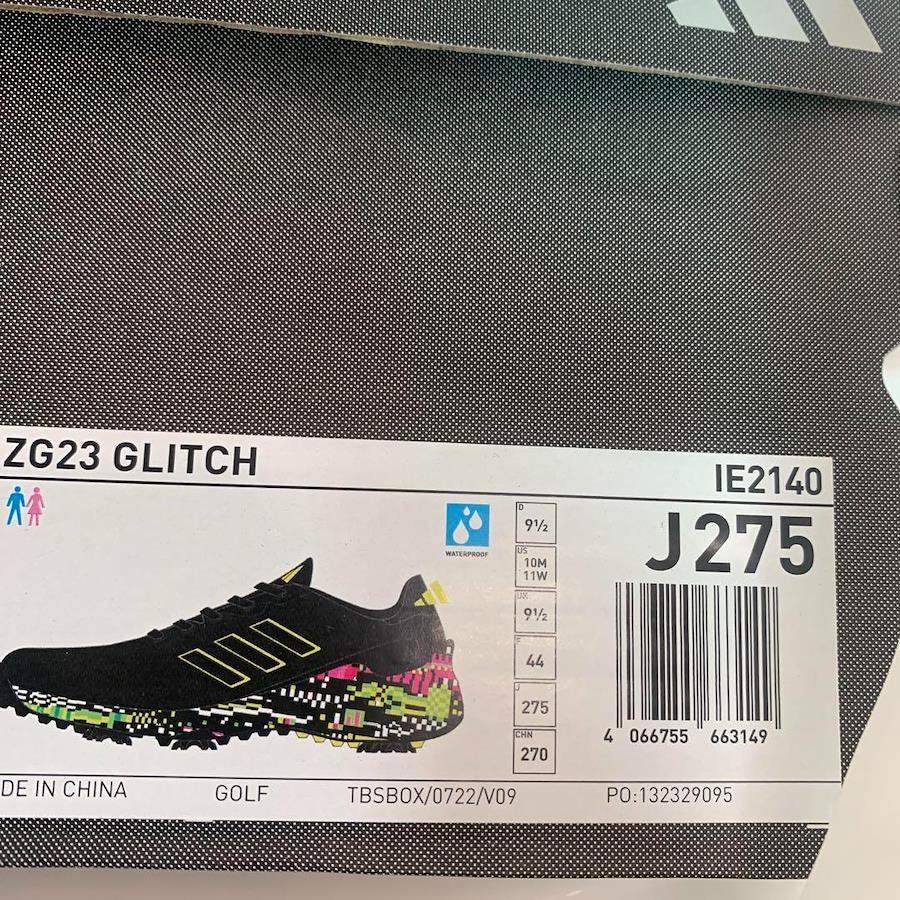 ZG23 GLITCH
IE2140
J 275
WATERPROOF
D
9½
US
10M
11W
UK
9½
F
44
J
275
CHN
270
4 066755 663149
DE IN CHINA
GOLF
TBSBOX/0722/V09
PO:132329095